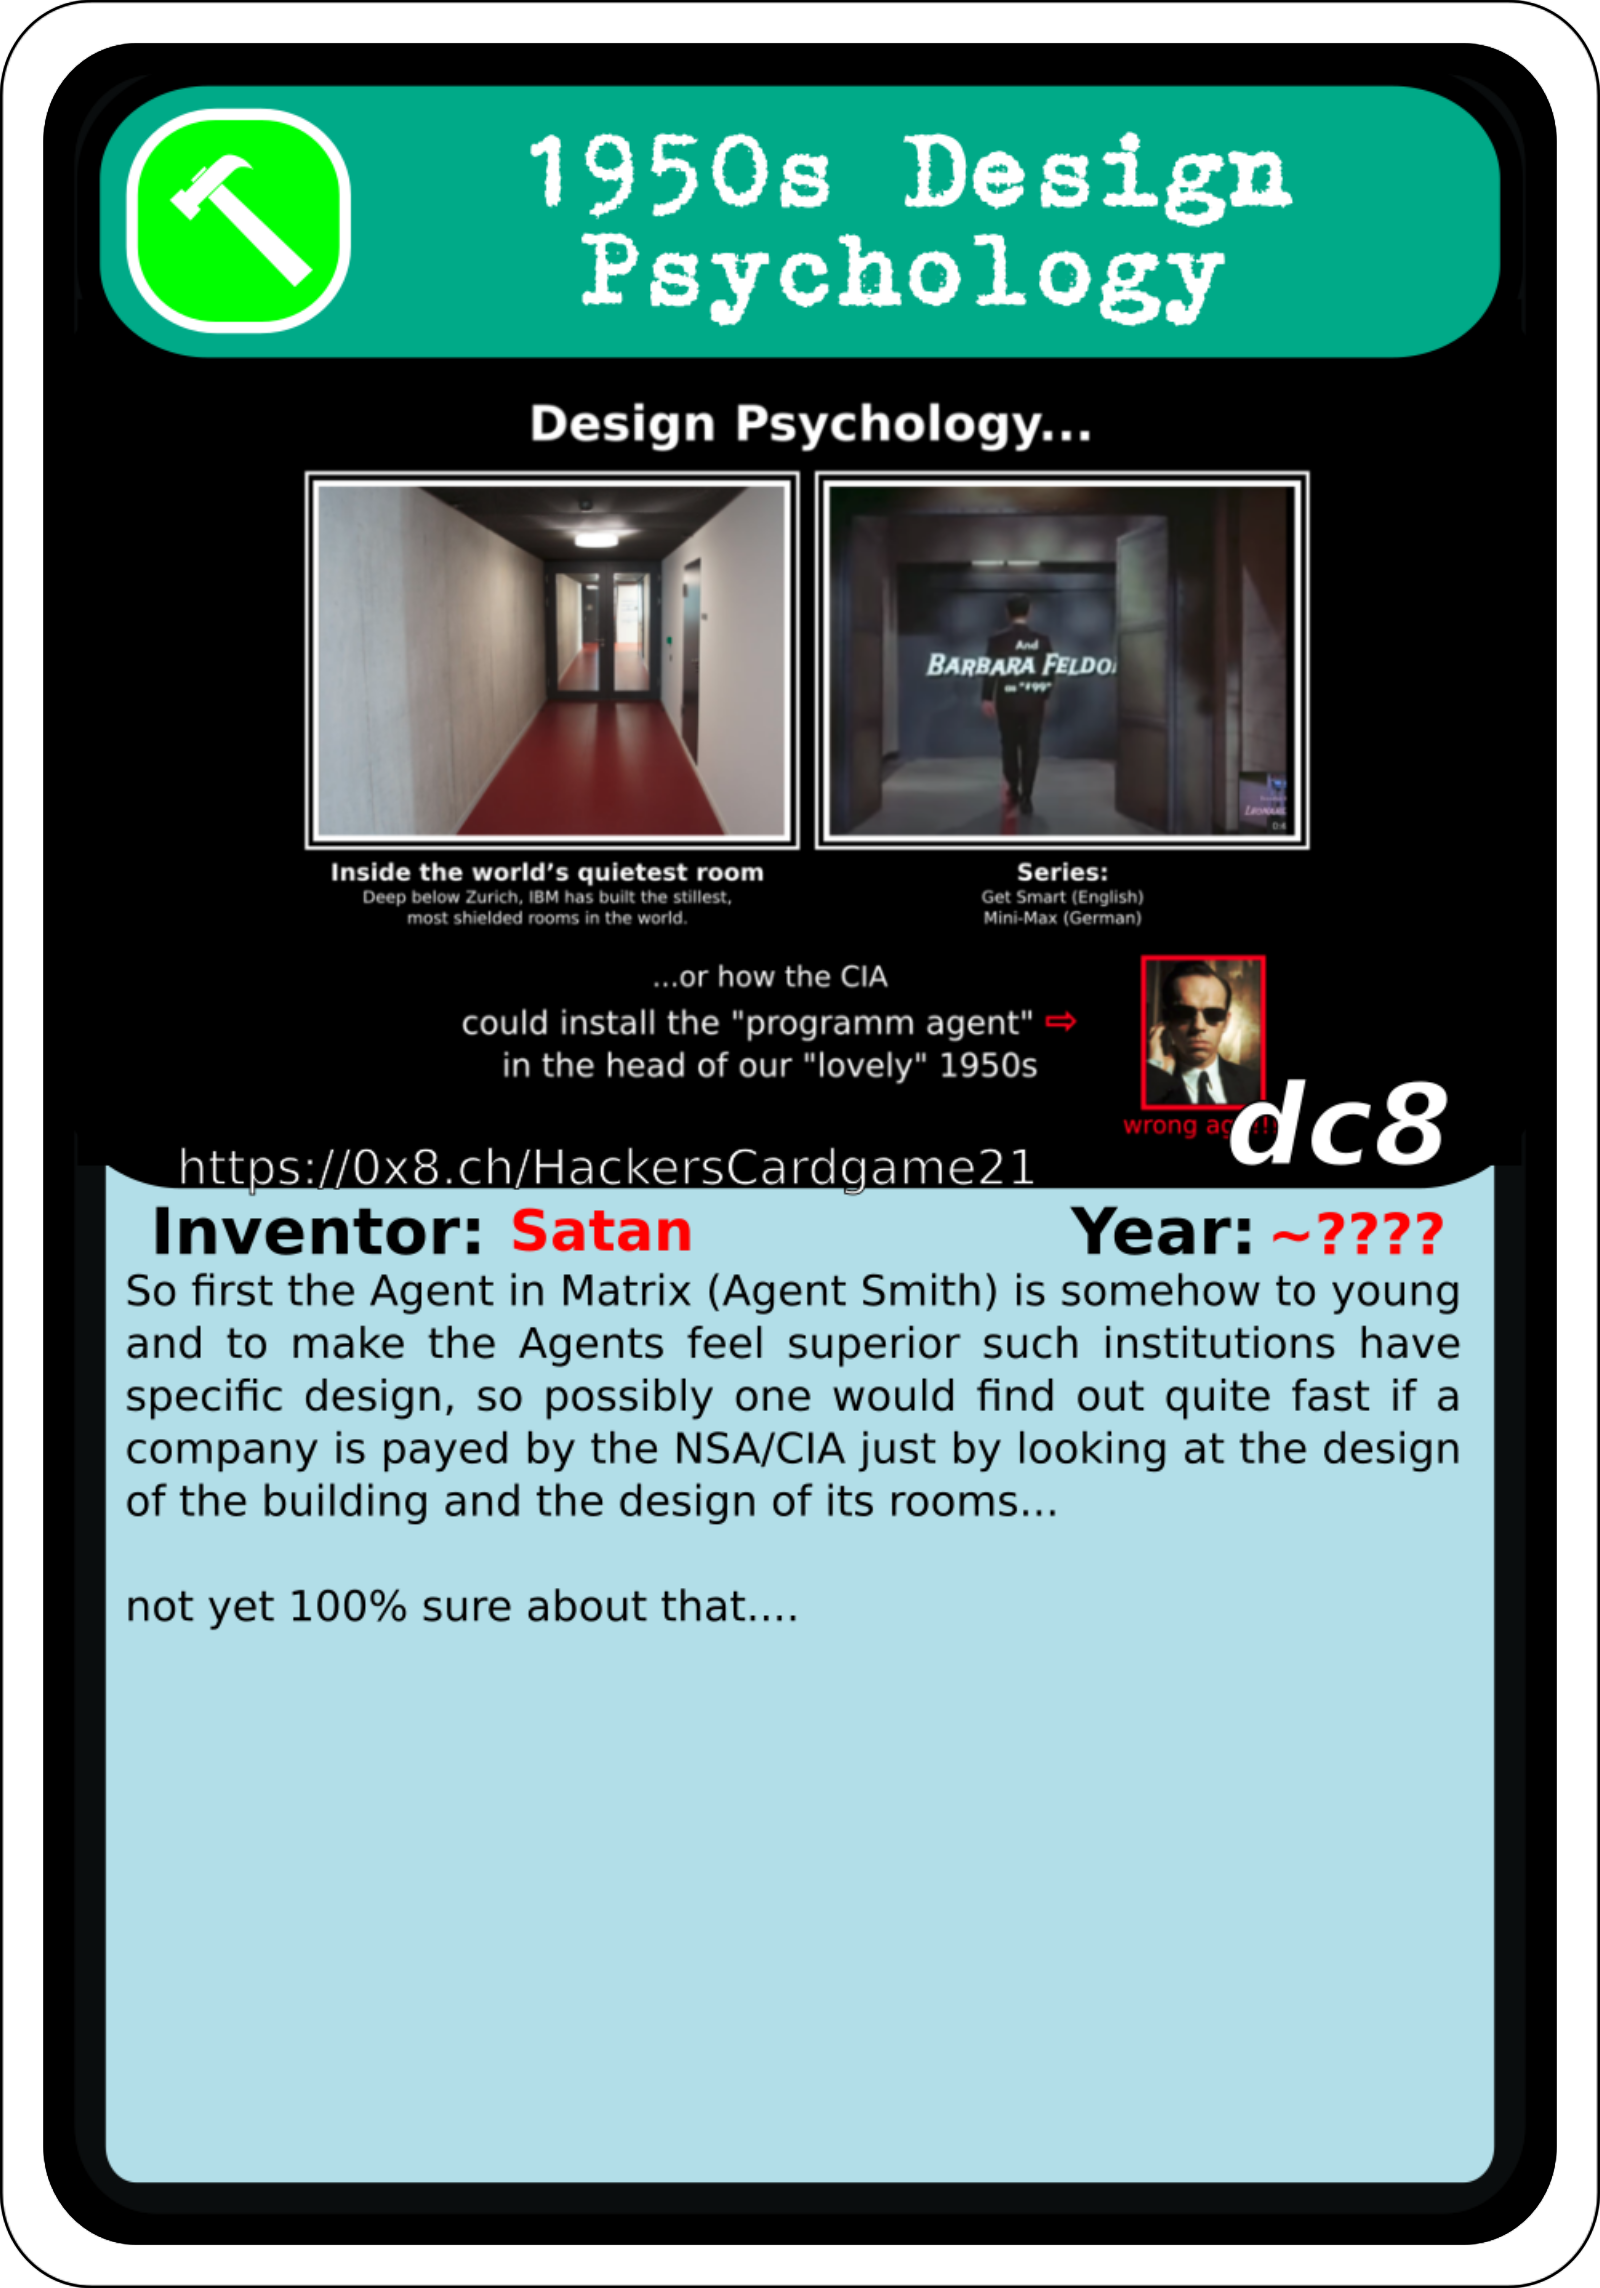 1950s Design
Psychology
Design Psychology...
And
BARBARA FELDO
as "99"
Inside the world's quietest room
Deep below Zurich, IBM has built the stillest,
most shielded rooms in the world.
Series:
Get Smart (English)
Mini-Max (German)
...or how the CIA
could install the "programm agent" ⇨
in the head of our "lovely" 1950s
wrong
dc8
https://0x8.ch/HackersCardgame21
Inventor: Satan
Year: ~????
So first the Agent in Matrix (Agent Smith) is somehow to young
and to make the Agents feel superior such institutions have
specific design, so possibly one would find out quite fast if a
company is payed by the NSA/CIA just by looking at the design
of the building and the design of its rooms...
not yet 100% sure about that....